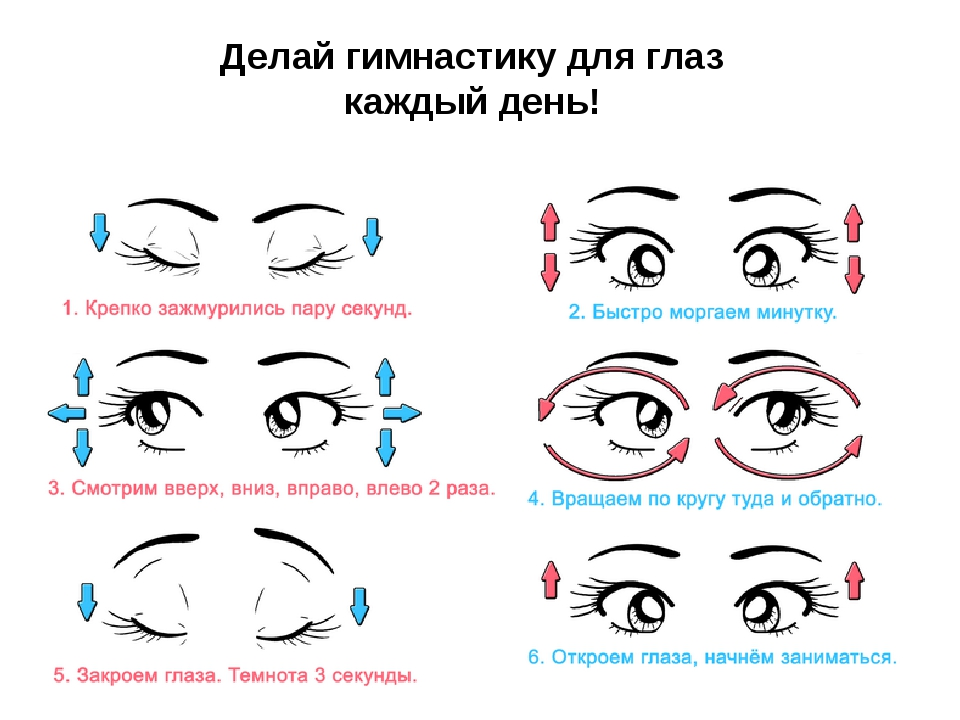 Делай гимнастику для глаз
каждый день!
1. Крепко зажмурились пару секунд.
2. Быстро моргаем минутку.
3. Смотрим вверх, вниз, вправо, влево 2 раза.
4. Вращаем по кругу туда и обратно.
5. Закроем глаза. Темнота 3 секунды.
6. Откроем глаза, начнём заниматься.